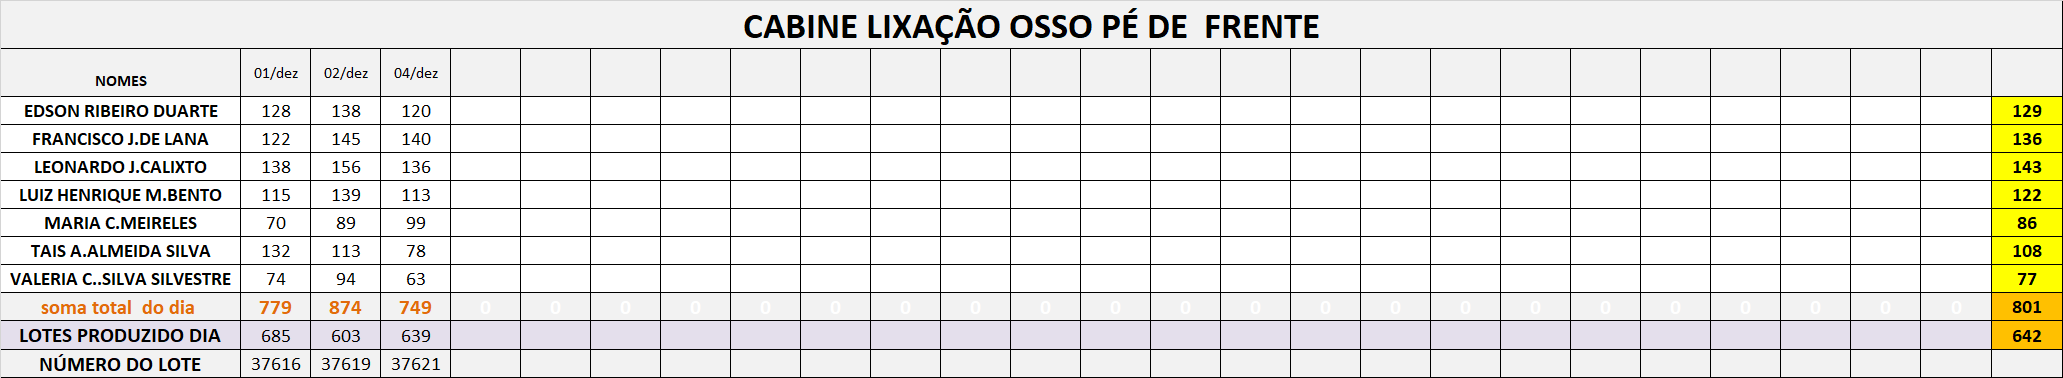 CABINE LIXAÇÃO OSSO PÉ DE  FRENTE
NOMES 01/dez 02/dez 04/dez
EDSON RIBEIRO DUARTE 128 138 120 129
FRANCISCO J.DE LANA 122 145 140 136
LEONARDO J.CALIXTO 138 156 136 143
LUIZ HENRIQUE M.BENTO 115 139 113 122
MARIA C.MEIRELES 70 89 99 86
TAIS A.ALMEIDA SILVA 132 113 78 108
VALERIA C..SILVA SILVESTRE 74 94 63 77
soma total  do dia 779 874 749 0 0 0 0 0 0 0 0 0 0 0 0 0 0 0 0 0 0 0 0 0 0 801
LOTES PRODUZIDO DIA 685 603 639 642
NÚMERO DO LOTE 37616 37619 37621